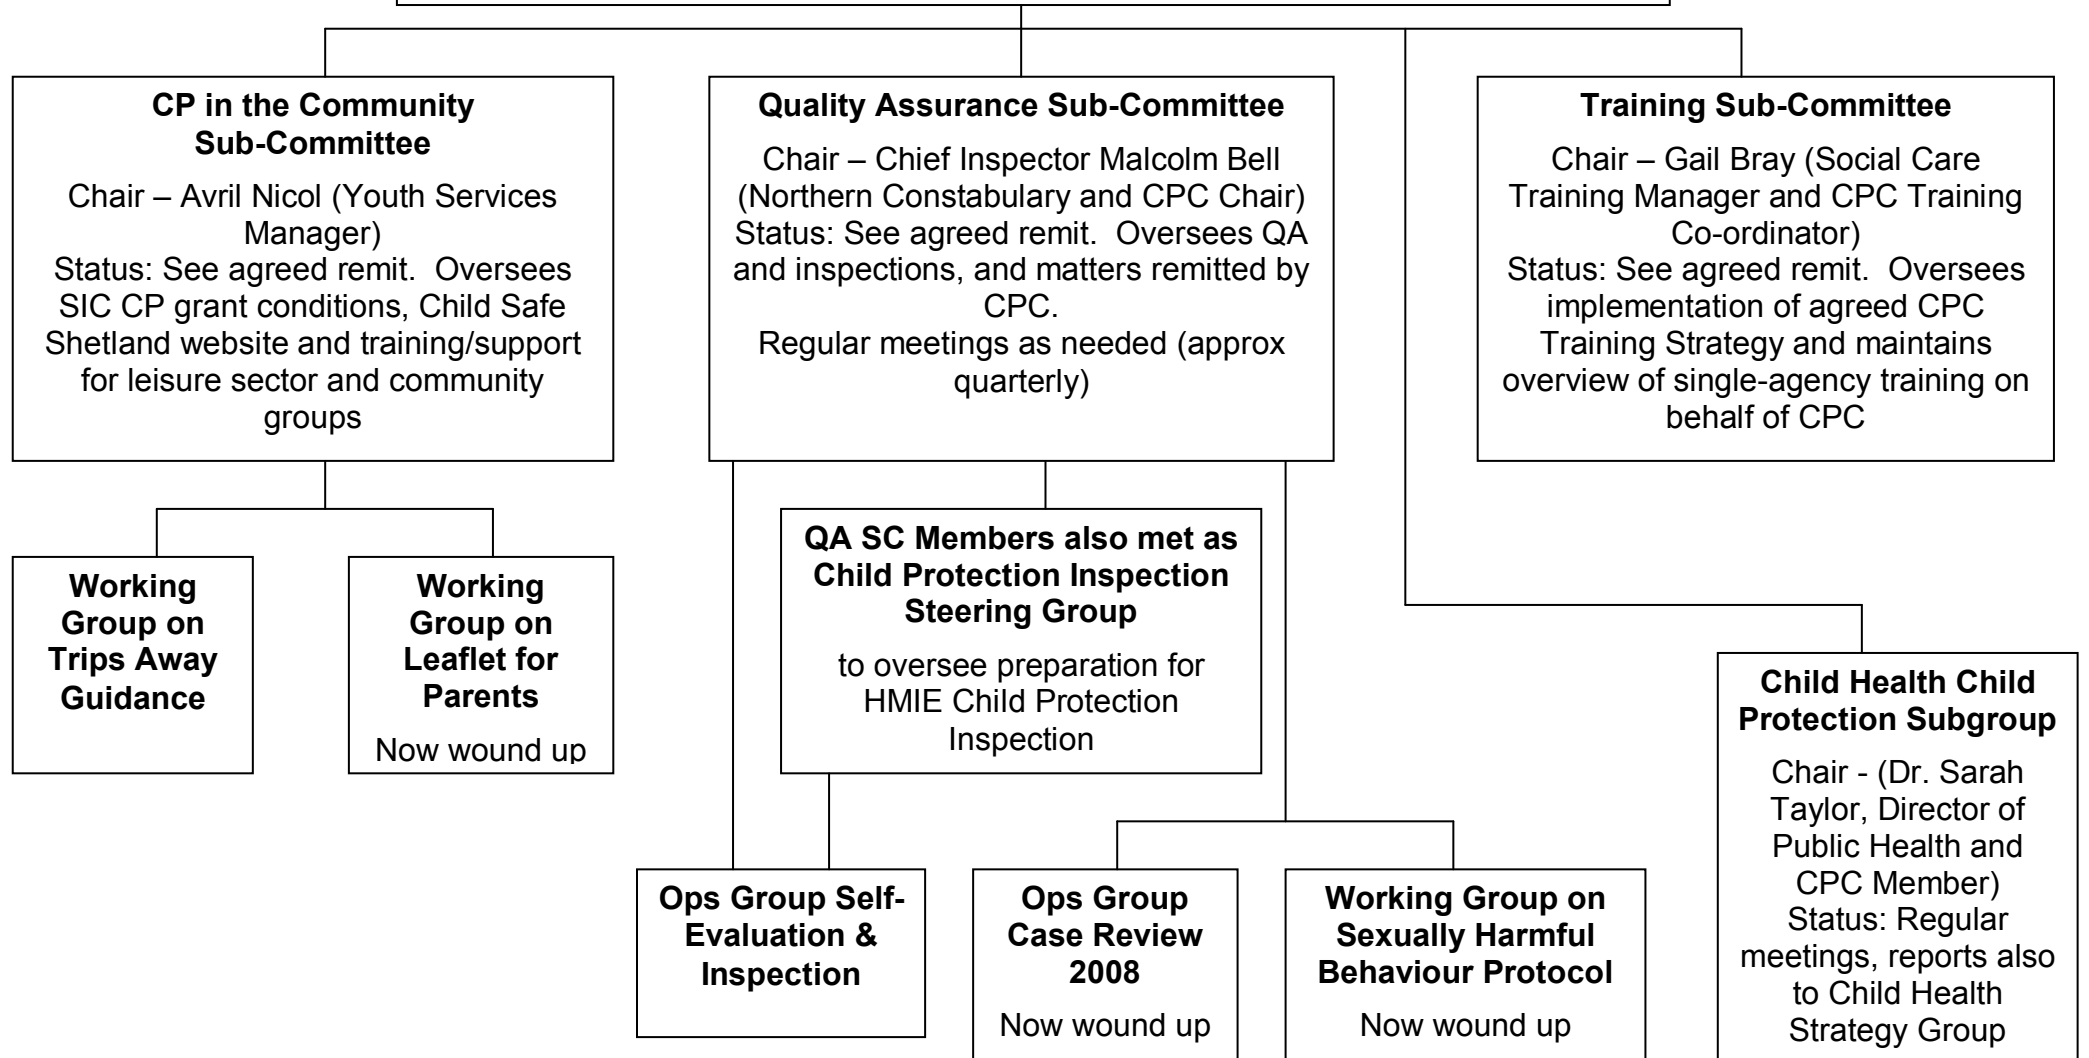 CP in the Community
Sub-Committee
Chair – Avril Nicol (Youth Services
Manager)
Status: See agreed remit.  Oversees
SIC CP grant conditions, Child Safe
Shetland website and training/support
for leisure sector and community
groups
Quality Assurance Sub-Committee
Chair – Chief Inspector Malcolm Bell
(Northern Constabulary and CPC Chair)
Status: See agreed remit.  Oversees QA
and inspections, and matters remitted by
CPC.
Regular meetings as needed (approx
quarterly)
Training Sub-Committee
Chair – Gail Bray (Social Care
Training Manager and CPC Training
Co-ordinator)
Status: See agreed remit.  Oversees
implementation of agreed CPC
Training Strategy and maintains
overview of single-agency training on
behalf of CPC
Working
Group on
Trips Away
Guidance
Working
Group on
Leaflet for
Parents
Now wound up
QA SC Members also met as
Child Protection Inspection
Steering Group
to oversee preparation for
HMIE Child Protection
Inspection
Ops Group Self-
Evaluation &
Inspection
Ops Group
Case Review
2008
Now wound up
Working Group on
Sexually Harmful
Behaviour Protocol
Now wound up
Child Health Child
Protection Subgroup
Chair - (Dr. Sarah
Taylor, Director of
Public Health and
CPC Member)
Status: Regular
meetings, reports also
to Child Health
Strategy Group